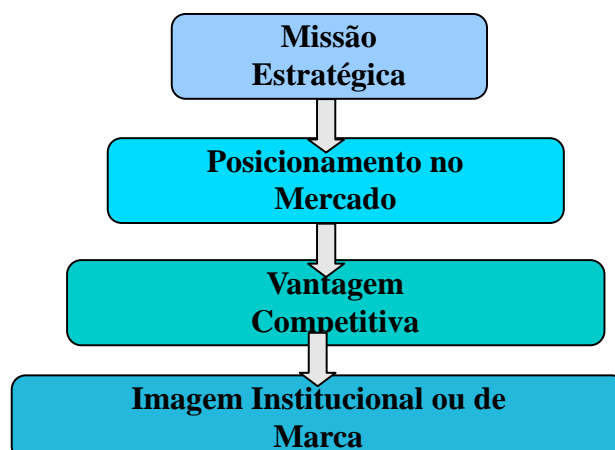 Missão
Estratégica
Posicionamento no
Mercado
Vantagem
Competitiva
Imagem Institucional ou de
Marca